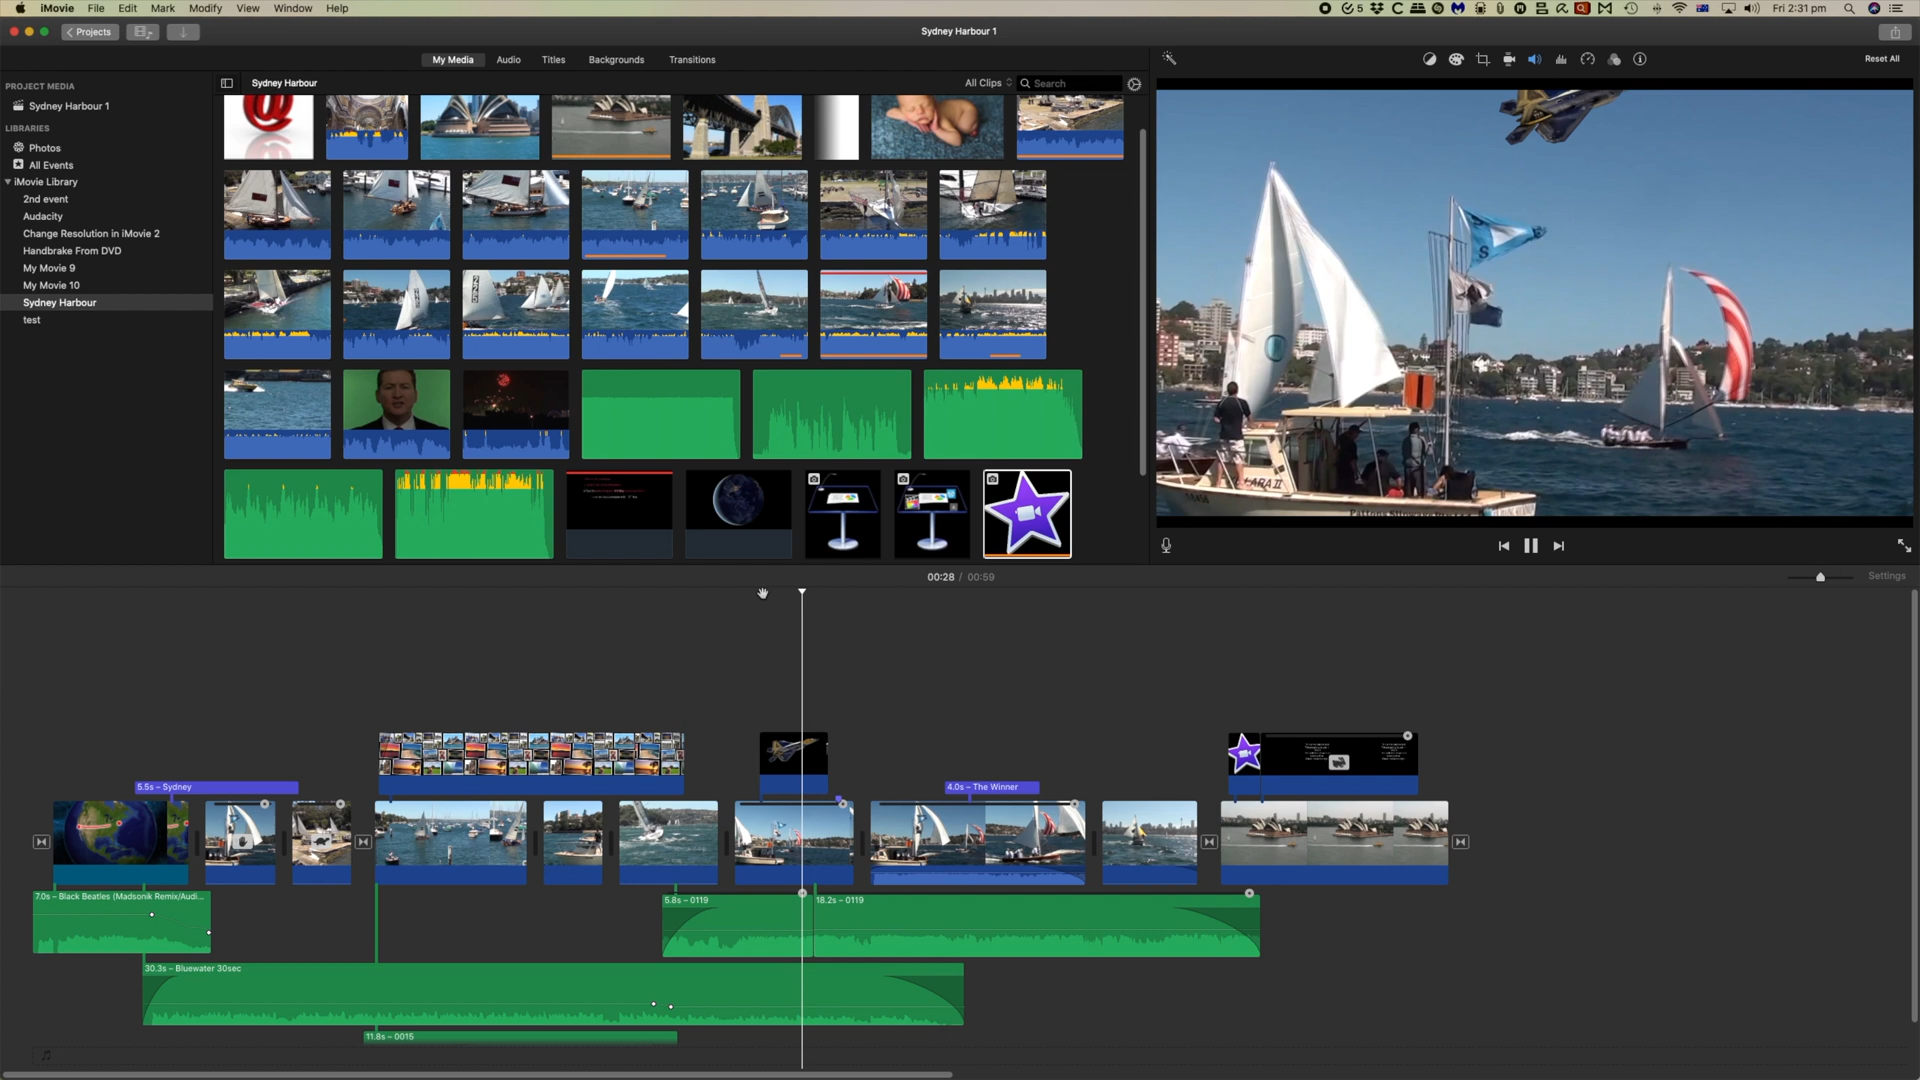 iMovie File Edit Mark Modify View Window Help
5
Fri 2:31 pm
Projects
Sydney Harbour 1
My Media Audio Titles Backgrounds Transitions
Reset All
PROJECT MEDIA
Sydney Harbour 1
LIBRARIES
Photos
All Events
iMovie Library
2nd event
Audacity
Change Resolution in iMovie 2
Handbrake From DVD
My Movie 9
My Movie 10
Sydney Harbour
test
Sydney Harbour
All Clips
Search
S
LARA II
00:28 / 00:59
Settings
5.5s – Sydney
4.0s – The Winner
7.0s – Black Beatles (Madsonik Remix/Audi...
5.8s – 0119
18.2s – 0119
30.3s – Bluewater 30sec
11.8s – 0015